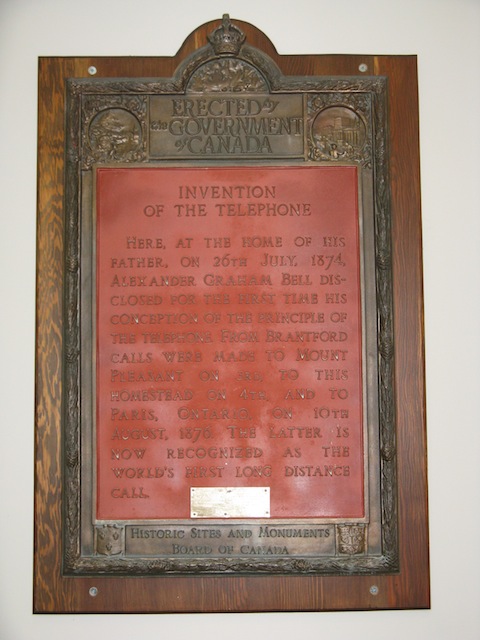 ERECTED by
the GOVERNMENT
of CANADA
INVENTION
OF THE TELEPHONE
HERE, AT THE HOME OF HIS
FATHER, ON 26TH JULY, 1874,
ALEXANDER GRAHAM BELL DIS-
CLOSED FOR THE FIRST TIME HIS
CONCEPTION OF THE PRINCIPLE OF
THE TELEPHONE. FROM BRANTFORD
CALLS WERE MADE TO MOUNT
PLEASANT ON 3RD, TO THIS
HOMESTEAD ON 4TH, AND TO
PARIS, ONTARIO, ON 10TH
AUGUST, 1876. THE LATTER IS
NOW RECOGNIZED AS THE
WORLD'S FIRST LONG DISTANCE
CALL.
HISTORIC SITES AND MONUMENTS
BOARD OF CANADA